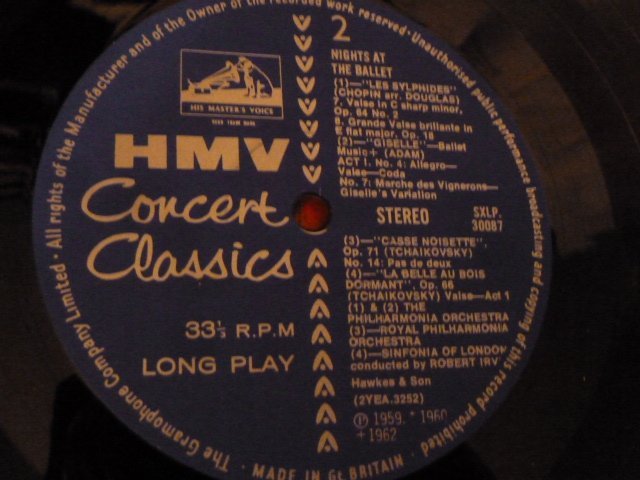 The Gramophone Company Limited · All rights of the Manufacturer and of the Owner of the recorded work reserved · Unauthorised public performance broadcasting and copying of this record prohibited ·
2
NIGHTS AT
THE BALLET
(1)—"LES SYLPHIDES"
(CHOPIN arr. DOUGLAS)
7. Valse in C sharp minor,
Op. 64 No. 2
8. Grande Valse brillante in
E flat major, Op. 18
(2)—"GISELLE"—Ballet
Music + (ADAM)
ACT I. No. 4: Allegro—
Valse—Coda
No. 7: Marche des Vignerons—
Giselle's Variation
HIS MASTER'S VOICE
HMV
Concert
Classics
STEREO
SXLP.
30087
(3)—"CASSE NOISETTE",
Op. 71 (TCHAIKOVSKY)
No. 14: Pas de deux
(4)—"LA BELLE AU BOIS
DORMANT", Op. 66
(TCHAIKOVSKY) Valse—Act 1
(1) & (2) THE
PHILHARMONIA ORCHESTRA
(3)—ROYAL PHILHARMONIA
ORCHESTRA
(4)—SINFONIA OF LONDON
conducted by ROBERT IRV
33⅓ R.P.M
LONG PLAY
Hawkes & Son
(2YEA.3252)
Ⓟ 1959. * 1960
+ 1962
MADE IN Gt BRITAIN